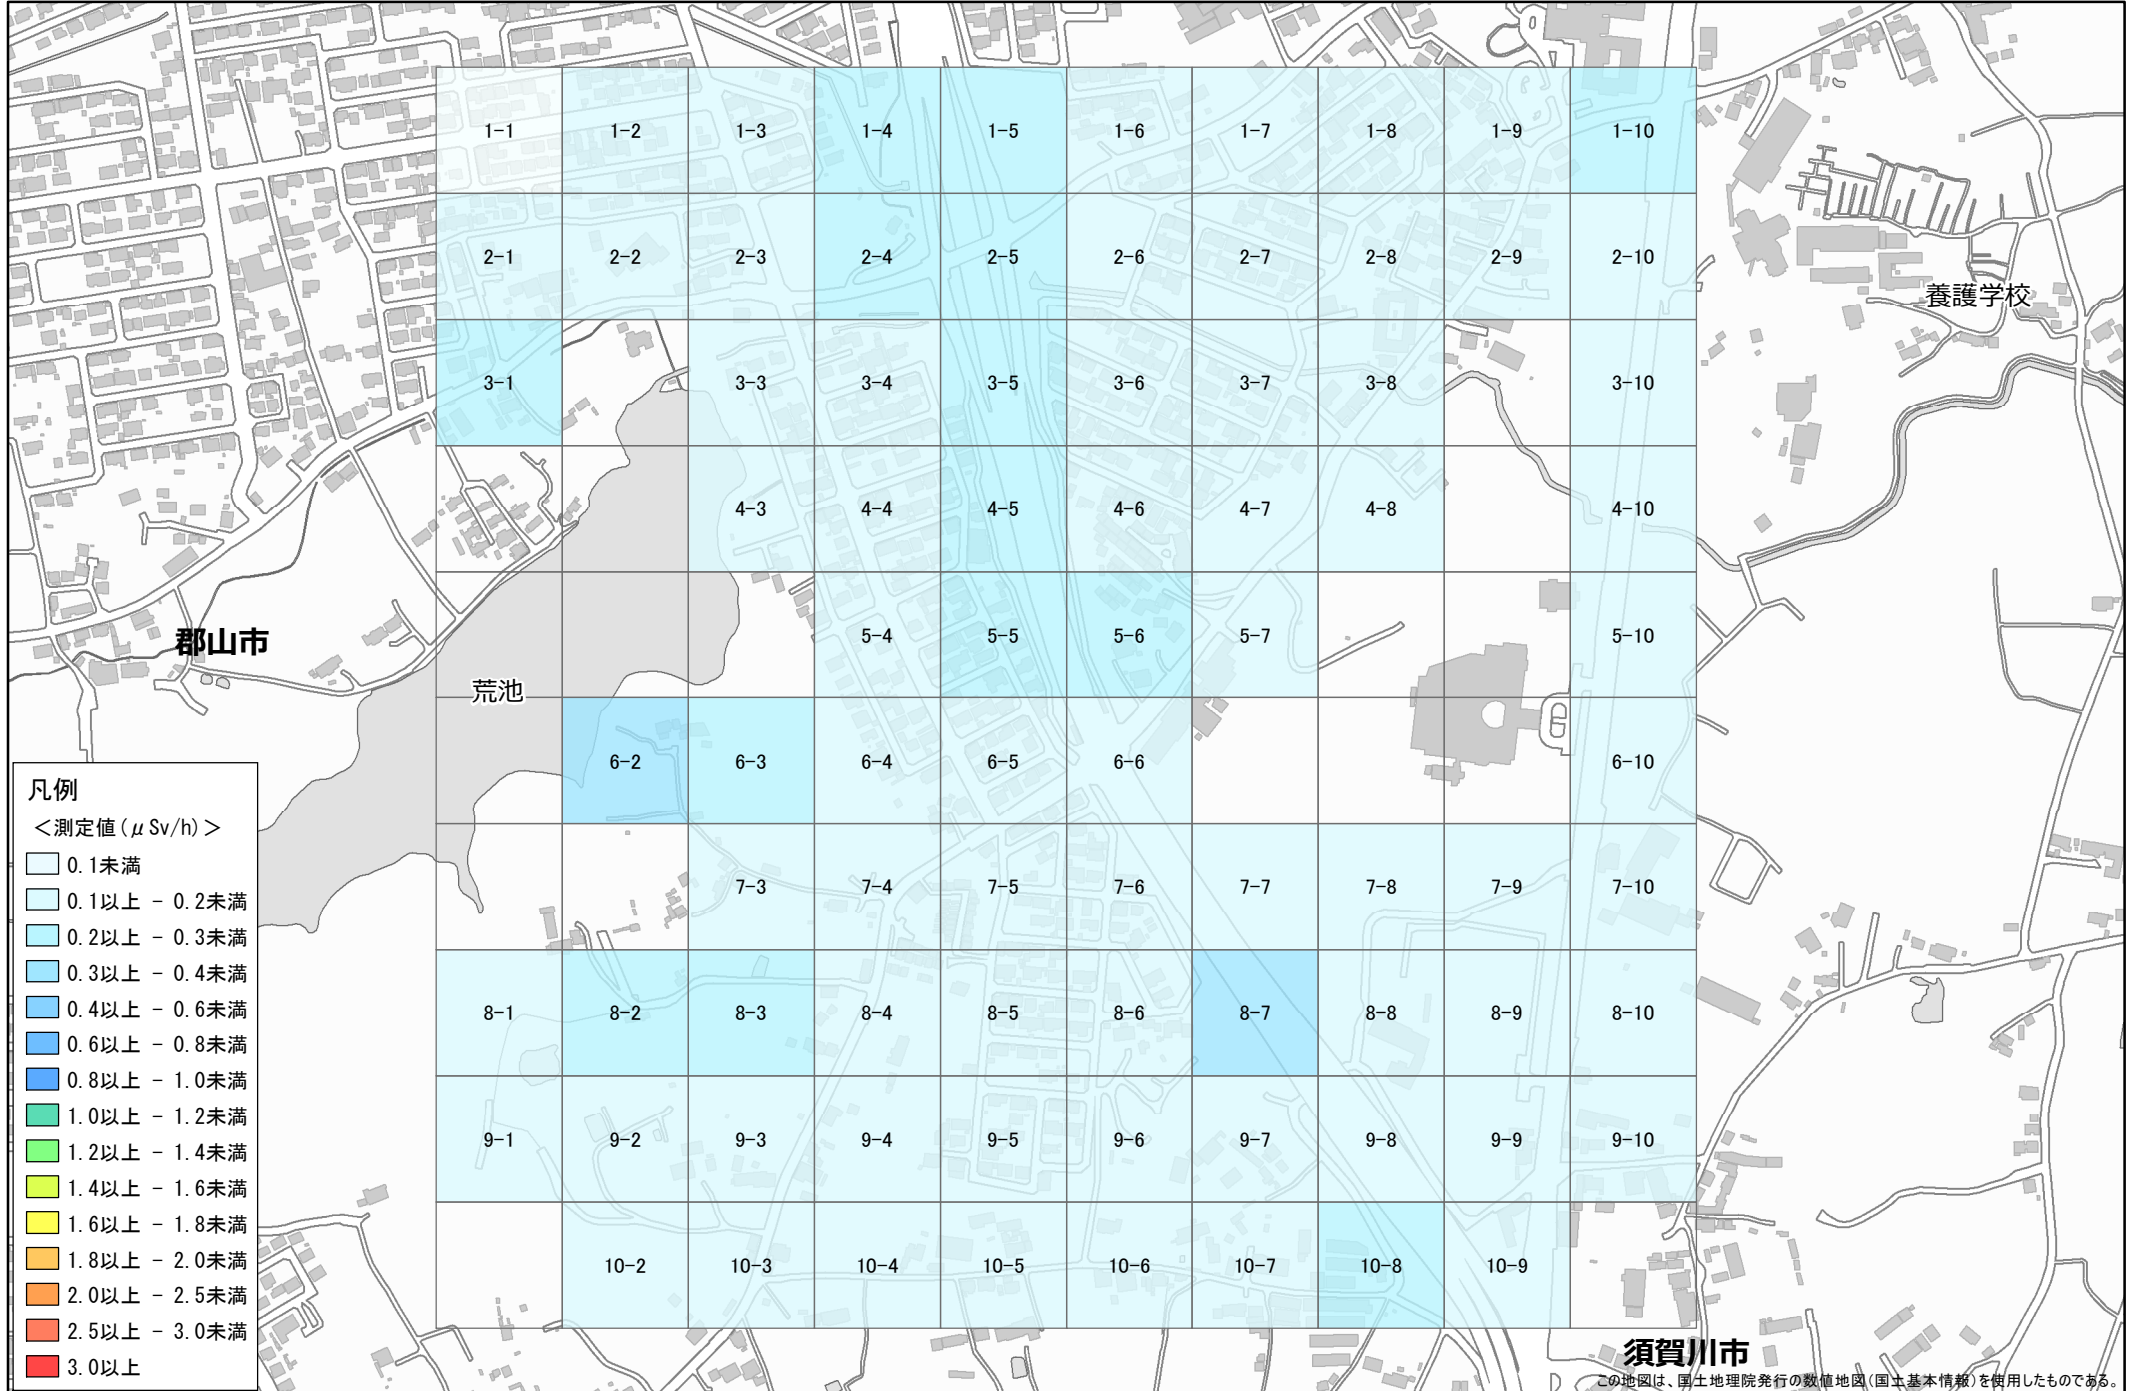 1-1 1-2 1-3 1-4 1-5 1-6 1-7 1-8 1-9 1-10
2-1 2-2 2-3 2-4 2-5 2-6 2-7 2-8 2-9 2-10
養護学校
3-1 3-3 3-4 3-5 3-6 3-7 3-8 3-10
4-3 4-4 4-5 4-6 4-7 4-8 4-10
郡山市
5-4 5-5 5-6 5-7 5-10
荒池
6-2 6-3 6-4 6-5 6-6 6-10
7-3 7-4 7-5 7-6 7-7 7-8 7-9 7-10
8-1 8-2 8-3 8-4 8-5 8-6 8-7 8-8 8-9 8-10
9-1 9-2 9-3 9-4 9-5 9-6 9-7 9-8 9-9 9-10
10-2 10-3 10-4 10-5 10-6 10-7 10-8 10-9
凡例
＜測定値(μSv/h)＞
0.1未満
0.1以上 - 0.2未満
0.2以上 - 0.3未満
0.3以上 - 0.4未満
0.4以上 - 0.6未満
0.6以上 - 0.8未満
0.8以上 - 1.0未満
1.0以上 - 1.2未満
1.2以上 - 1.4未満
1.4以上 - 1.6未満
1.6以上 - 1.8未満
1.8以上 - 2.0未満
2.0以上 - 2.5未満
2.5以上 - 3.0未満
3.0以上
須賀川市
この地図は、国土地理院発行の数値地図(国土基本情報)を使用したものである。